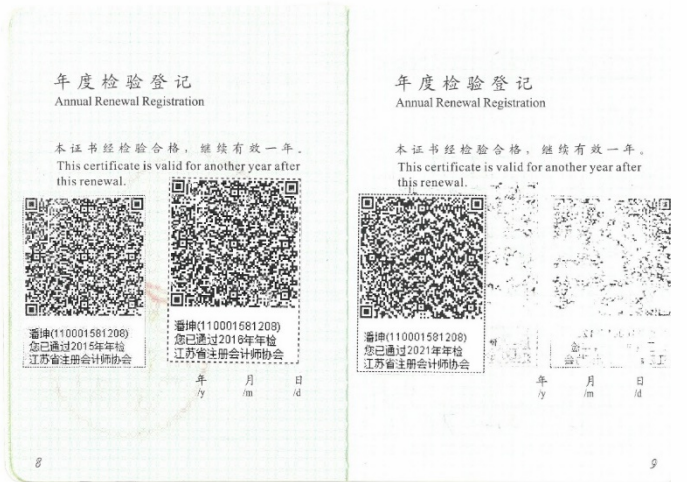 年度检验登记
Annual Renewal Registration
本证书经检验合格，继续有效一年。
This certificate is valid for another year after
this renewal.
潘坤(110001581208)
您已通过2015年年检
江苏省注册会计师协会
潘坤(110001581208)
您已通过2016年年检
江苏省注册会计师协会
年 月 日
/y /m /d
8
年度检验登记
Annual Renewal Registration
本证书经检验合格，继续有效一年。
This certificate is valid for another year after
this renewal.
潘坤(110001581208)
您已通过2021年年检
江苏省注册会计师协会
年 月 日
/y /m /d
9